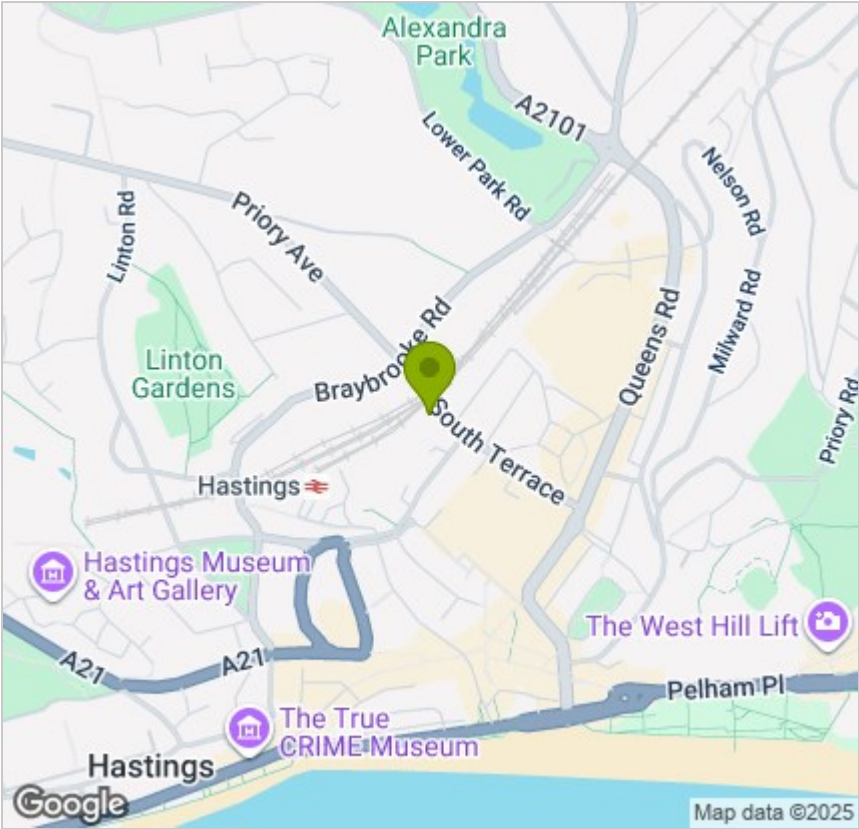 Alexandra
Park
A2101
Lower Park Rd
Nelson Rd
Linton Rd
Priory Ave
Milward Rd
Queens Rd
Braybrooke Rd
Linton
Gardens
Priory Rd
South Terrace
Hastings
Hastings Museum
& Art Gallery
The West Hill Lift
A21
A21
Pelham Pl
The True
CRIME Museum
Hastings
Google
Map data ©2025